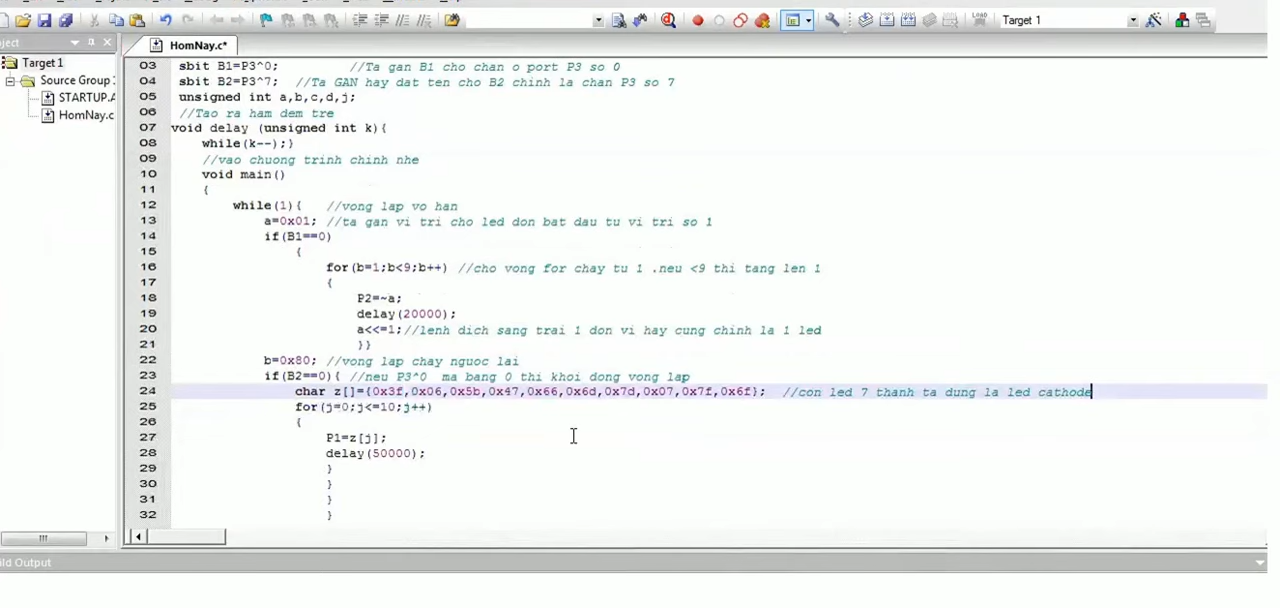 Load
Target 1
ject
HomNay.c*
Target 1
Source Group 1
STARTUP.A
HomNay.c
03 sbit B1=P3^0; //Ta gan B1 cho chan o port P3 so 0
04 sbit B2=P3^7; //Ta GAN hay dat ten cho B2 chinh la chan P3 so 7
05 unsigned int a,b,c,d,j;
06 //Tao ra ham dem tre
07 void delay (unsigned int k){
08 while(k--);}
09 //vao chuong trinh chinh nhe
10 void main()
11 {
12 while(1){ //vong lap vo han
13 a=0x01; //ta gan vi tri cho led don bat dau tu vi tri so 1
14 if(B1==0)
15 {
16 for(b=1;b<9;b++) //cho vong for chay tu 1 .neu <9 thi tang len 1
17 {
18 P2=~a;
19 delay(20000);
20 a<<=1;//lenh dich sang trai 1 don vi hay cung chinh la 1 led
21 }}
22 b=0x80; //vong lap chay nguoc lai
23 if(B2==0){ //neu P3^0 ma bang 0 thi khoi dong vong lap
24 char z[]={0x3f,0x06,0x5b,0x47,0x66,0x6d,0x7d,0x07,0x7f,0x6f}; //con led 7 thanh ta dung la led cathode
25 for(j=0;j<=10;j++)
26 {
27 P1=z[j];
28 delay(50000);
29 }
30 }
31 }
32 }
ild Output